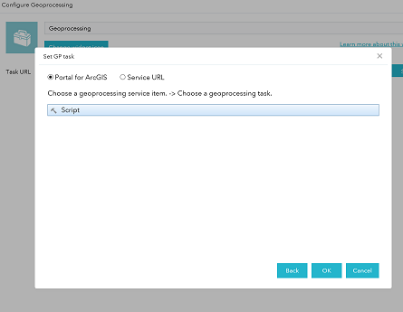 Configure Geoprocessing
Geoprocessing
Learn more about this
Set GP task
Task URL
Portal for ArcGIS
Service URL
Choose a geoprocessing service item. -> Choose a geoprocessing task.
Script
Back
OK
Cancel